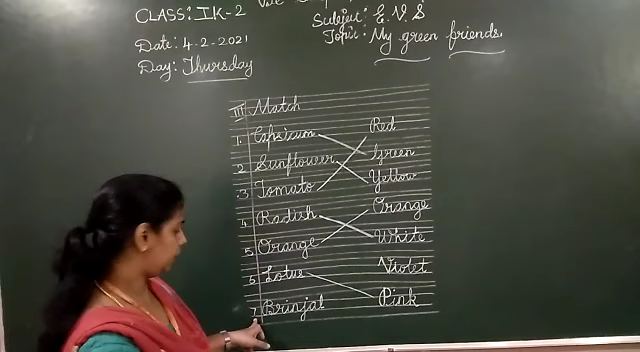 CLASS: IK-2
Subject: E.V.S
Date: 4-2-2021
Topic: My green friends.
Day: Thursday
III Match
1. Capsicum Red
2 Sunflower Green
3 Tomato Yellow
4 Radish Orange
5 Orange White
6 Lotus Violet
7 Brinjal Pink